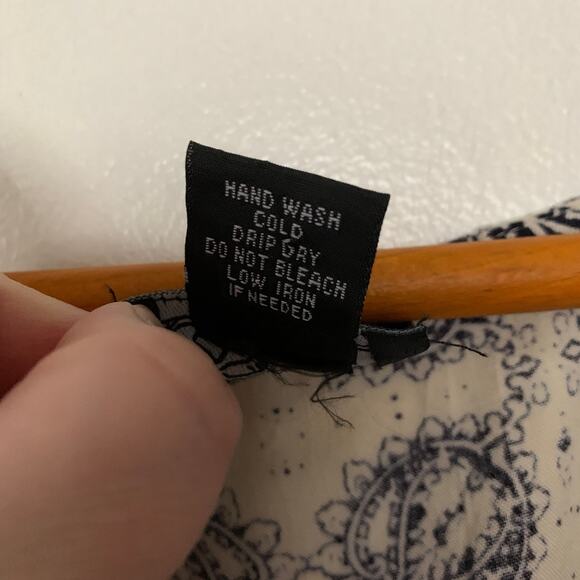 HAND WASH
COLD
DRIP DRY
DO NOT BLEACH
LOW IRON
IF NEEDED